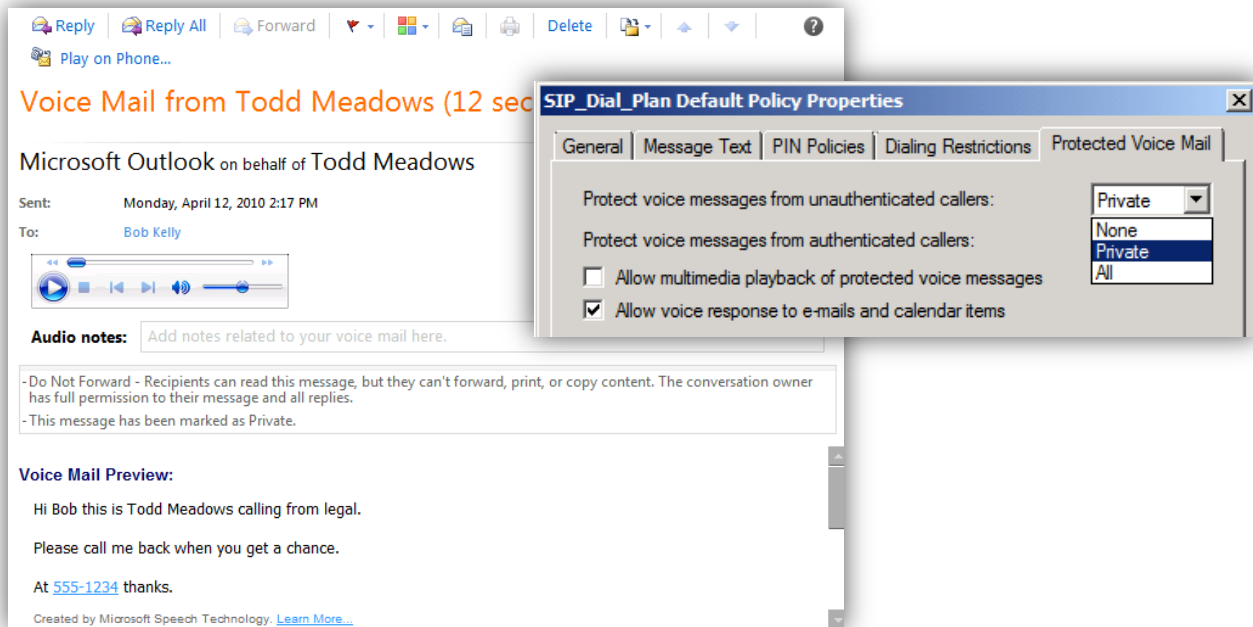 Reply Reply All Forward Delete ?
Play on Phone...
Voice Mail from Todd Meadows (12 sec
Microsoft Outlook on behalf of Todd Meadows
Sent: Monday, April 12, 2010 2:17 PM
To: Bob Kelly
Audio notes: Add notes related to your voice mail here.
-Do Not Forward - Recipients can read this message, but they can't forward, print, or copy content. The conversation owner
has full permission to their message and all replies.
-This message has been marked as Private.
Voice Mail Preview:
Hi Bob this is Todd Meadows calling from legal.
Please call me back when you get a chance.
At 555-1234 thanks.
Created by Microsoft Speech Technology. Learn More...
SIP_Dial_Plan Default Policy Properties
General Message Text PIN Policies Dialing Restrictions Protected Voice Mail
Protect voice messages from unauthenticated callers: Private
None
Private
All
Protect voice messages from authenticated callers:
Allow multimedia playback of protected voice messages
Allow voice response to e-mails and calendar items